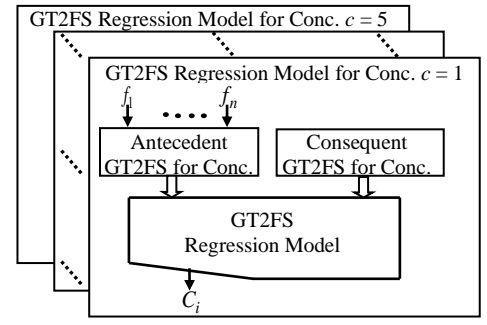 GT2FS Regression Model for Conc. c = 5
GT2FS Regression Model for Conc. c = 1
f1 fn
Antecedent
GT2FS for Conc.
Consequent
GT2FS for Conc.
GT2FS
Regression Model
Ci